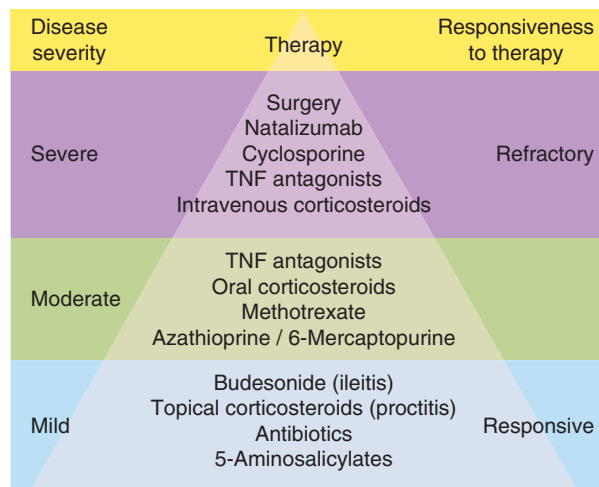 Disease
severity
Therapy
Responsiveness
to therapy
Severe
Surgery
Natalizumab
Cyclosporine
TNF antagonists
Intravenous corticosteroids
Refractory
Moderate
TNF antagonists
Oral corticosteroids
Methotrexate
Azathioprine / 6-Mercaptopurine
Mild
Budesonide (ileitis)
Topical corticosteroids (proctitis)
Antibiotics
5-Aminosalicylates
Responsive